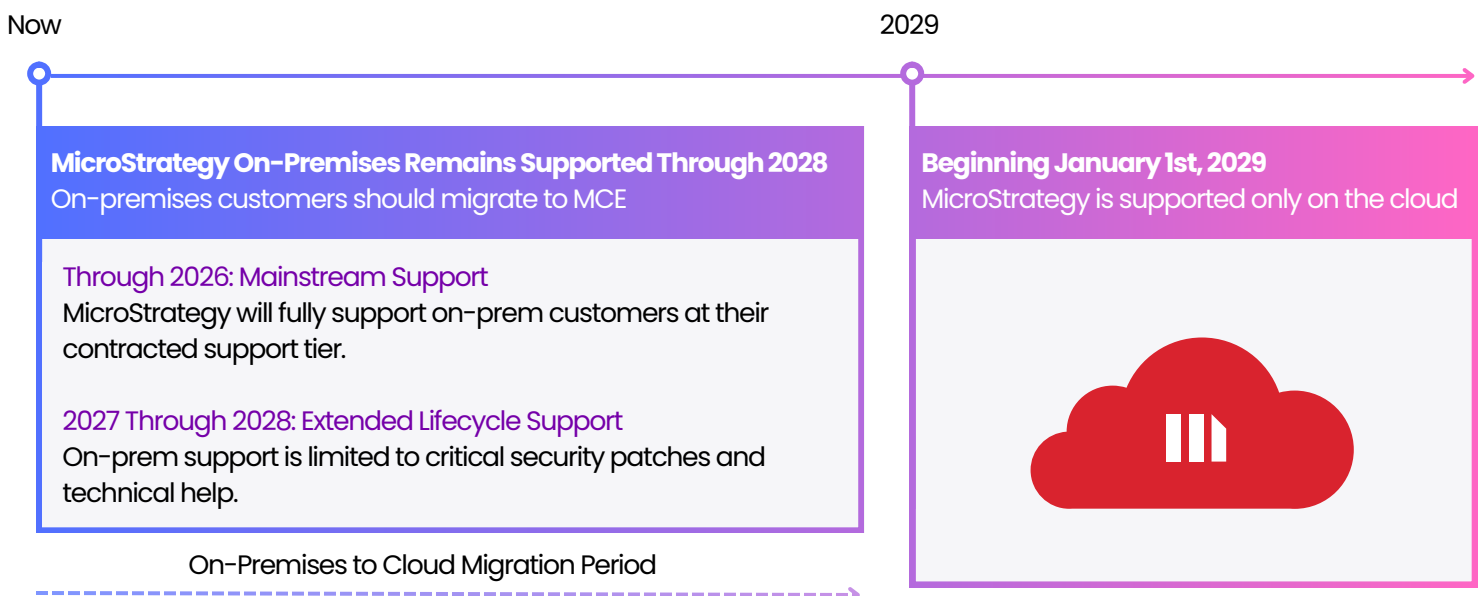 Now
2029
MicroStrategy On-Premises Remains Supported Through 2028
On-premises customers should migrate to MCE
Through 2026: Mainstream Support
MicroStrategy will fully support on-prem customers at their
contracted support tier.
2027 Through 2028: Extended Lifecycle Support
On-prem support is limited to critical security patches and
technical help.
On-Premises to Cloud Migration Period
Beginning January 1st, 2029
MicroStrategy is supported only on the cloud